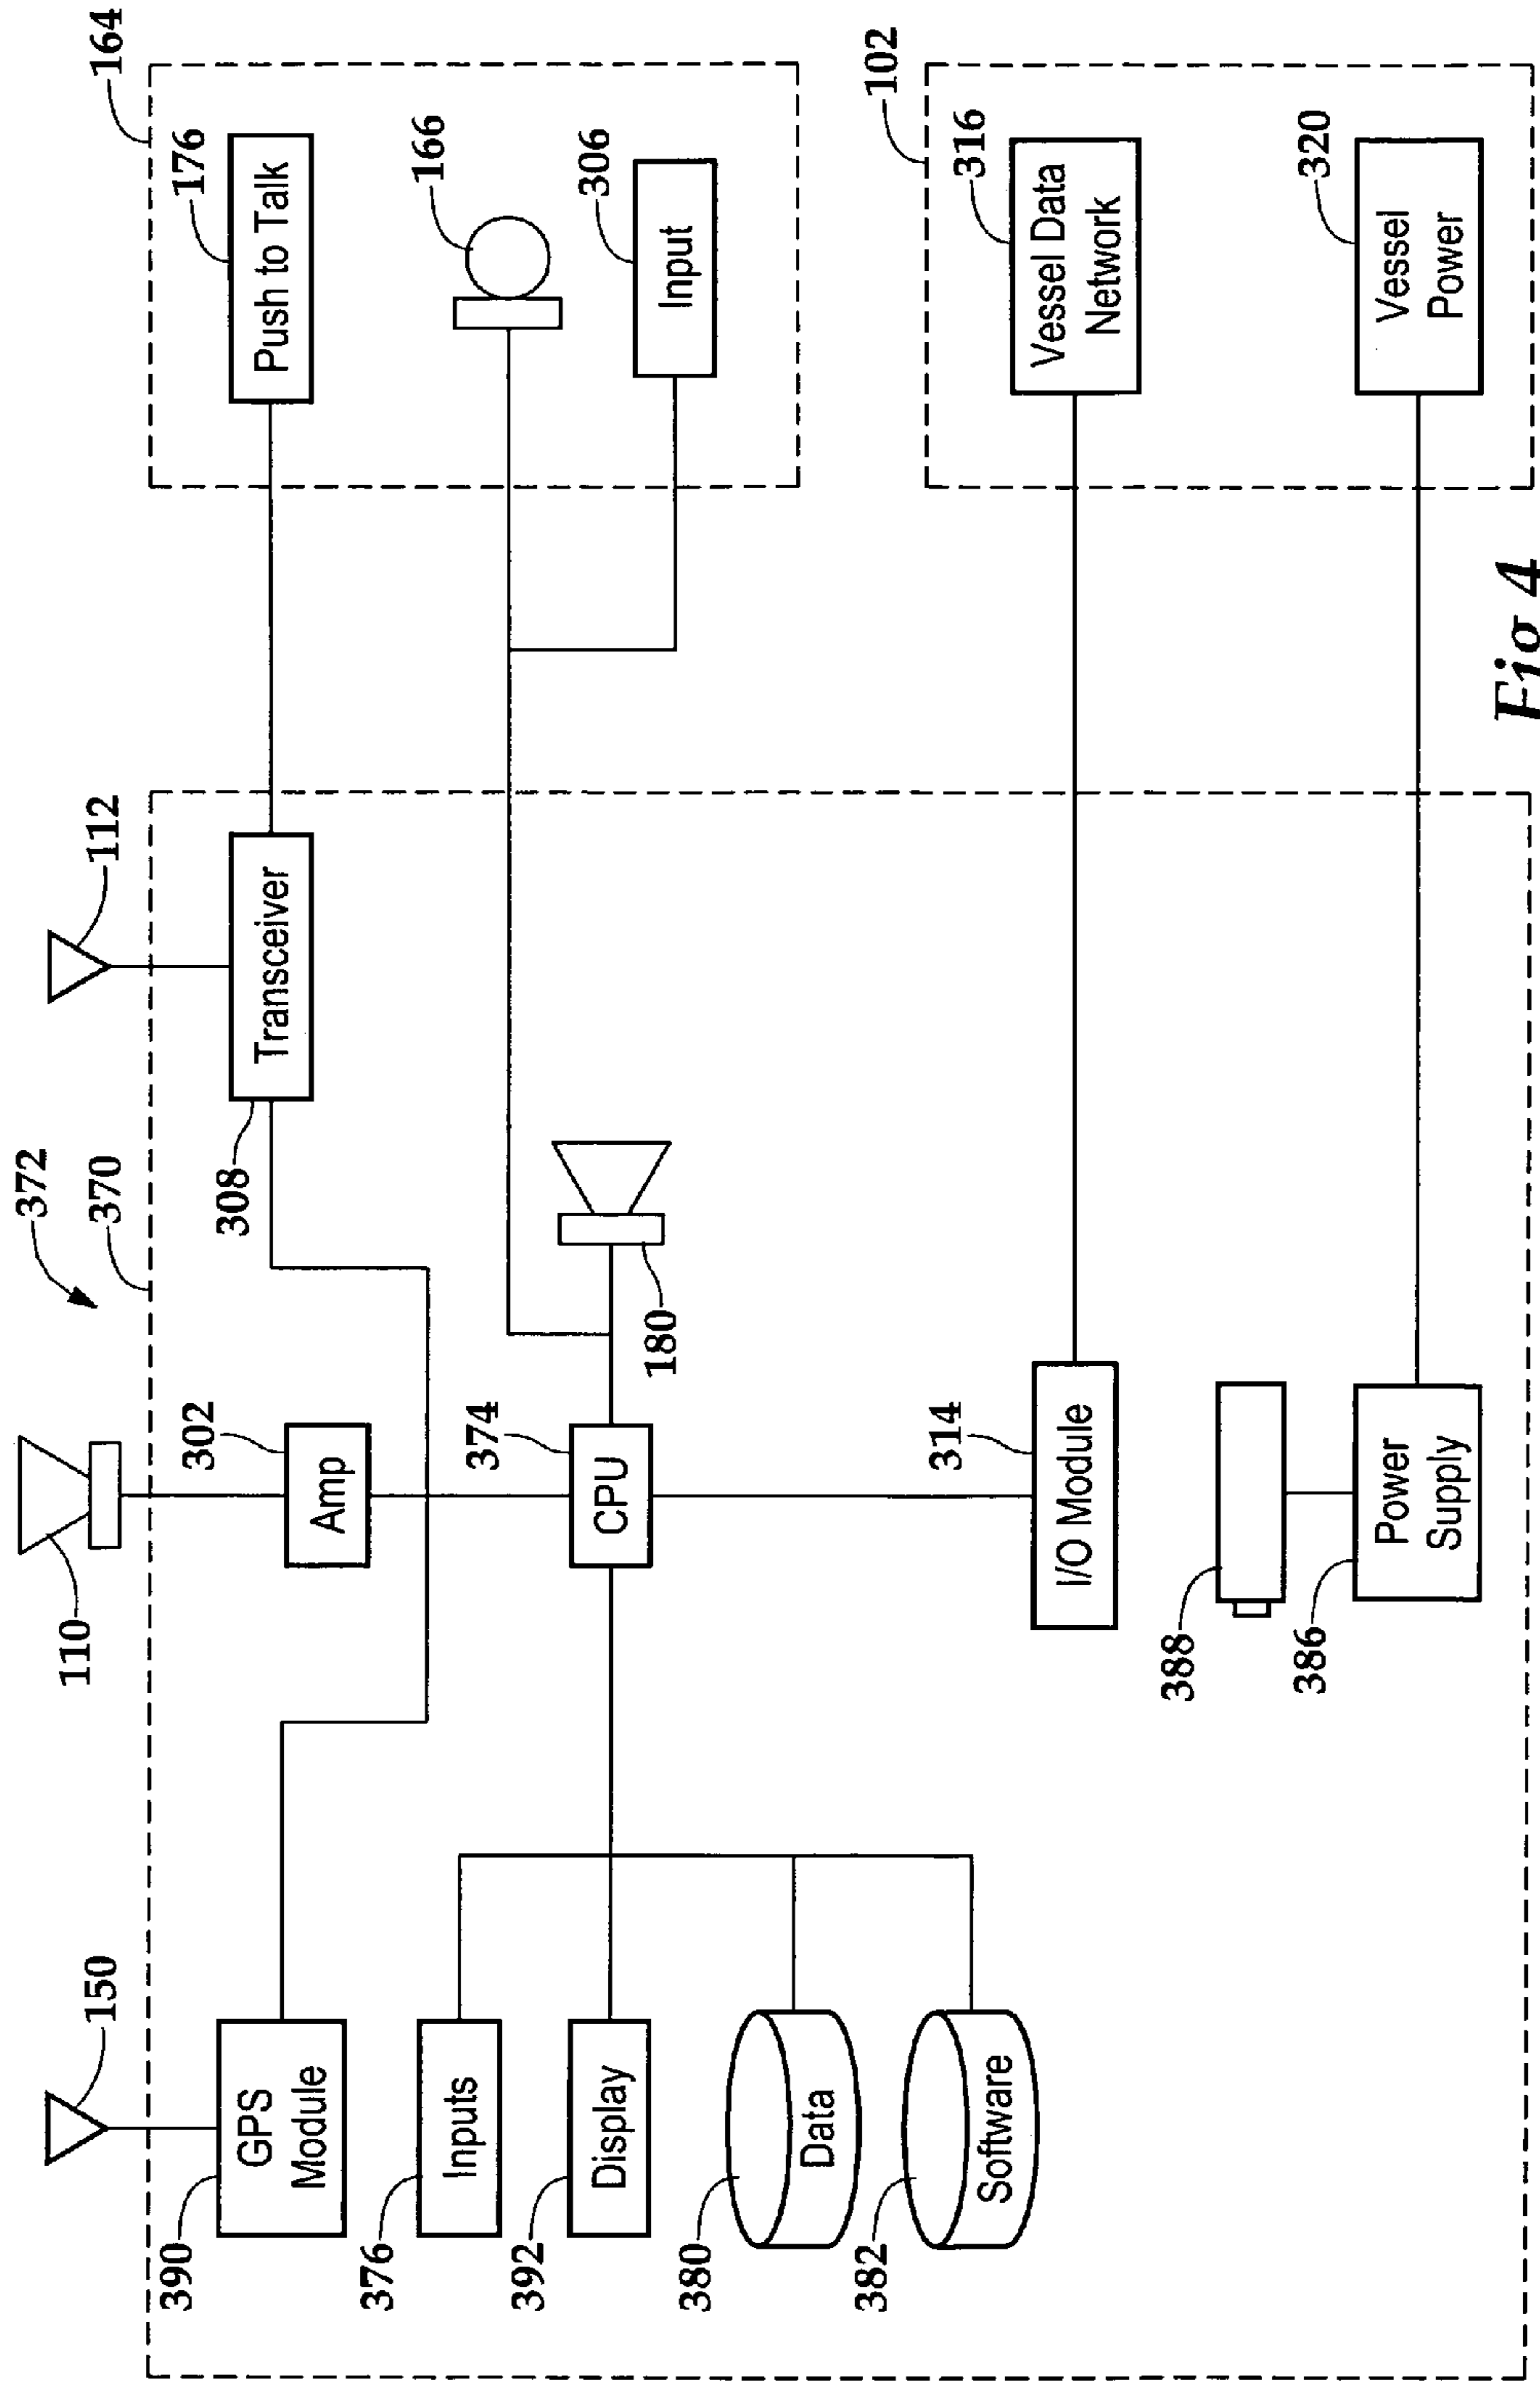 372
370
150
110
112
164
390
GPS
Module
302
Amp
308
Transceiver
176
Push to Talk
376
Inputs
374
CPU
166
392
Display
180
306
Input
380
Data
382
Software
314
I/O Module
102
316
Vessel Data
Network
388
386
Power
Supply
320
Vessel
Power
Fig 4